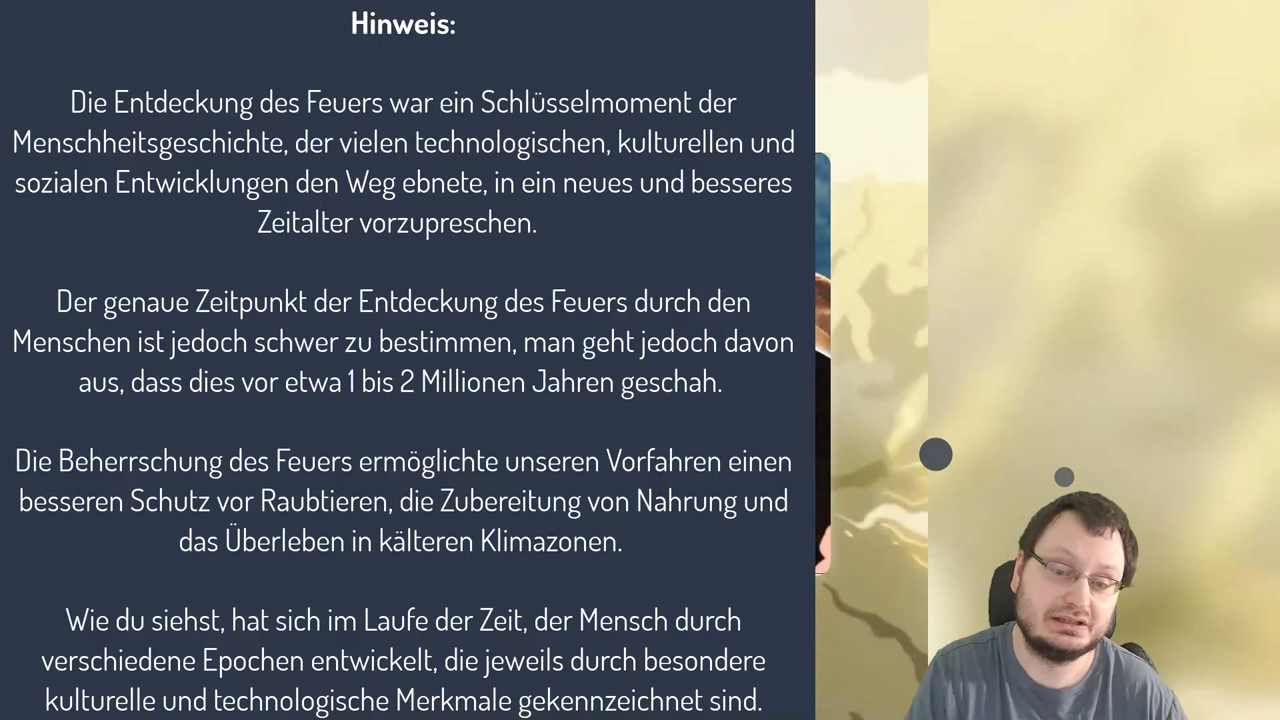 Hinweis:
Die Entdeckung des Feuers war ein Schlüsselmoment der
Menschheitsgeschichte, der vielen technologischen, kulturellen und
sozialen Entwicklungen den Weg ebnete, in ein neues und besseres
Zeitalter vorzupreschen.
Der genaue Zeitpunkt der Entdeckung des Feuers durch den
Menschen ist jedoch schwer zu bestimmen, man geht jedoch davon
aus, dass dies vor etwa 1 bis 2 Millionen Jahren geschah.
Die Beherrschung des Feuers ermöglichte unseren Vorfahren einen
besseren Schutz vor Raubtieren, die Zubereitung von Nahrung und
das Überleben in kälteren Klimazonen.
Wie du siehst, hat sich im Laufe der Zeit, der Mensch durch
verschiedene Epochen entwickelt, die jeweils durch besondere
kulturelle und technologische Merkmale gekennzeichnet sind.